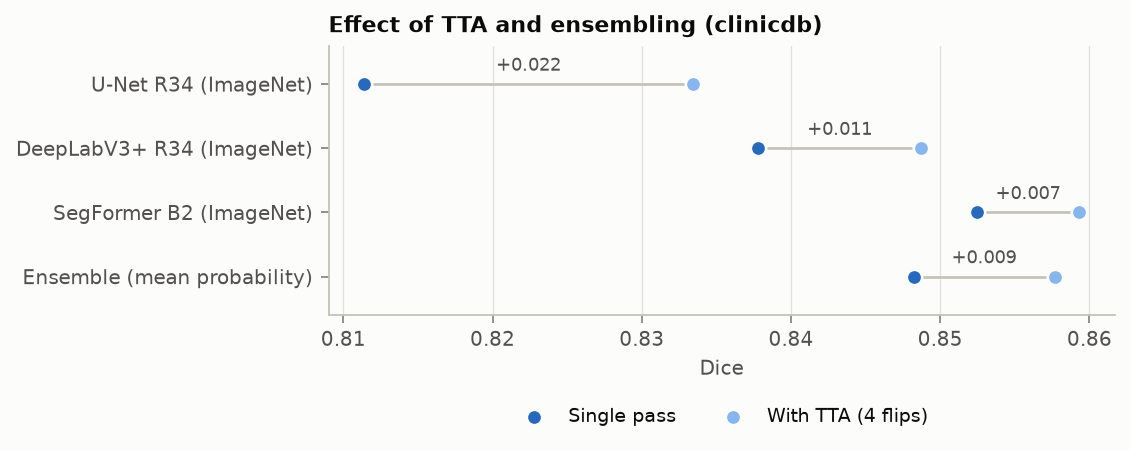 Effect of TTA and ensembling (clinicdb)
U-Net R34 (ImageNet)
+0.022
DeepLabV3+ R34 (ImageNet)
+0.011
SegFormer B2 (ImageNet)
+0.007
Ensemble (mean probability)
+0.009
0.81 0.82 0.83 0.84 0.85 0.86
Dice
Single pass With TTA (4 flips)